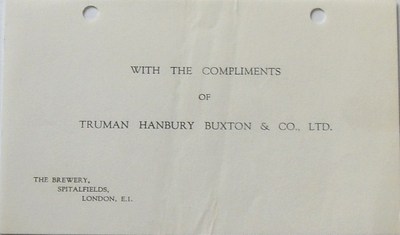 WITH THE COMPLIMENTS
OF
TRUMAN HANBURY BUXTON & CO., LTD.
THE BREWERY,
SPITALFIELDS,
LONDON, E.1.